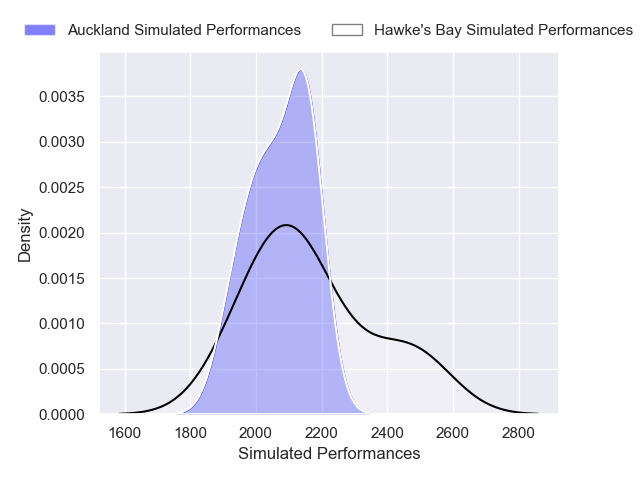 Auckland Simulated Performances
Hawke's Bay Simulated Performances
0.0035
0.0030
0.0025
0.0020
0.0015
0.0010
0.0005
0.0000
Density
1600 1800 2000 2200 2400 2600 2800
Simulated Performances